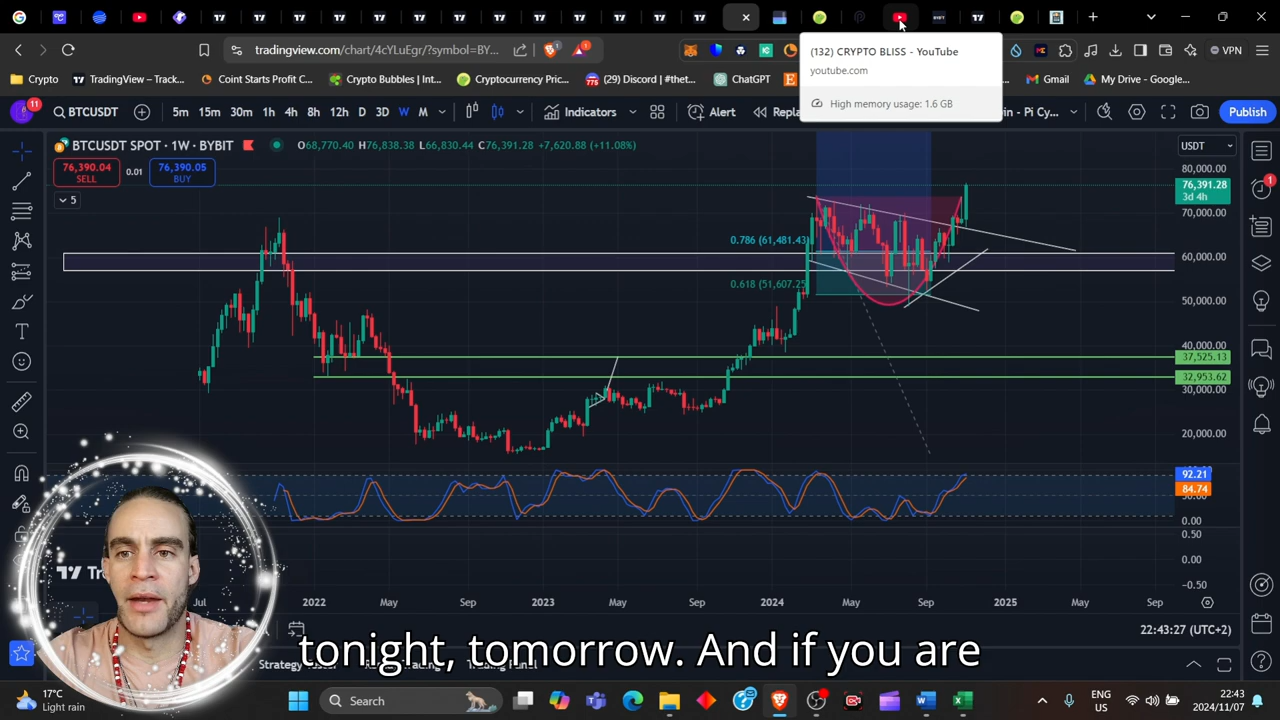 tradingview.com/chart/4cYLuEgr/?symbol=BY...
VPN
(132) CRYPTO BLISS - YouTube
youtube.com
High memory usage: 1.6 GB
Crypto
TradingView – Track...
Coin Starts Profit C...
Crypto Bubbles | Int...
Cryptocurrency Pric...
(29) Discord | #thet...
ChatGPT
Gmail
My Drive - Google...
11
BTCUSDT
5m 15m 30m 1h 4h 8h 12h D 3D W M
Indicators
Alert
Publish
BTCUSDT SPOT · 1W · BYBIT
O68,770.40 H76,838.38 L66,830.44 C76,391.28 +7,620.88 (+11.08%)
USDT
76,390.04
SELL
0.01
76,390.05
BUY
5
80,000.00
76,391.28
3d 4h
70,000.00
60,000.00
50,000.00
40,000.00
37,525.13
32,953.62
30,000.00
20,000.00
0.786 (61,481.43)
0.618 (51,607.25)
92.21
84.74
0.00
0.50
0.00
−0.50
Jul 2022 May Sep 2023 May Sep 2024 May Sep 2025 May Sep
22:43:27 (UTC+2)
tonight, tomorrow. And if you are
17°C
Light rain
Search
ENG
US
22:43
2024/11/07